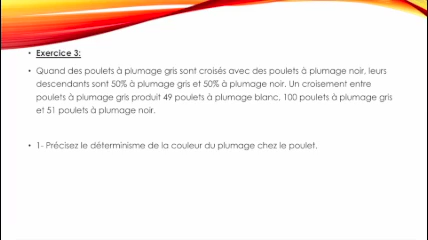 Exercice 3:
Quand des poulets à plumage gris sont croisés avec des poulets à plumage noir, leurs
descendants sont 50% à plumage gris et 50% à plumage noir. Un croisement entre
poulets à plumage gris produit 49 poulets à plumage blanc, 100 poulets à plumage gris
et 51 poulets à plumage noir.
1- Précisez le déterminisme de la couleur du plumage chez le poulet.